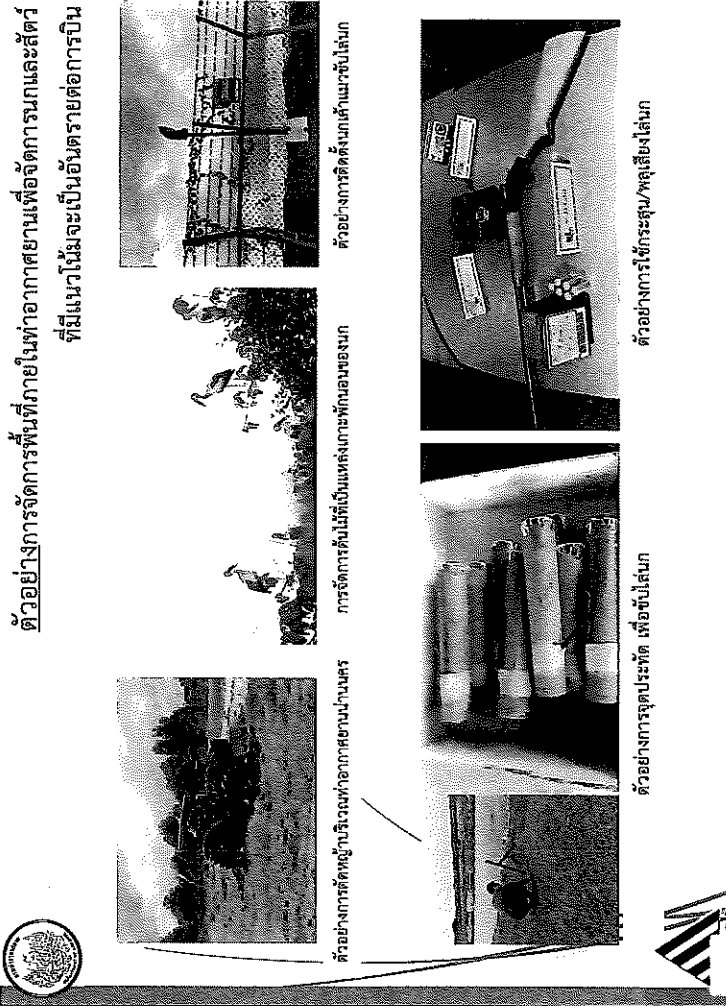 ตัวอย่างการจัดการพื้นที่ภายในท่าอากาศยานเพื่อจัดการนกและสัตว์
ที่มีแนวโน้มจะเป็นอันตรายต่อการบิน
ตัวอย่างการตัดหญ้าบริเวณท่าอากาศยานน่านนคร
การจัดการต้นไม้ที่เป็นแหล่งเกาะพักนอนของนก
ตัวอย่างการติดตั้งนกเค้าแมวขับไล่นก
ตัวอย่างการจุดประทัด เพื่อขับไล่นก
ตัวอย่างการใช้กระสุน/พลุเสียงไล่นก